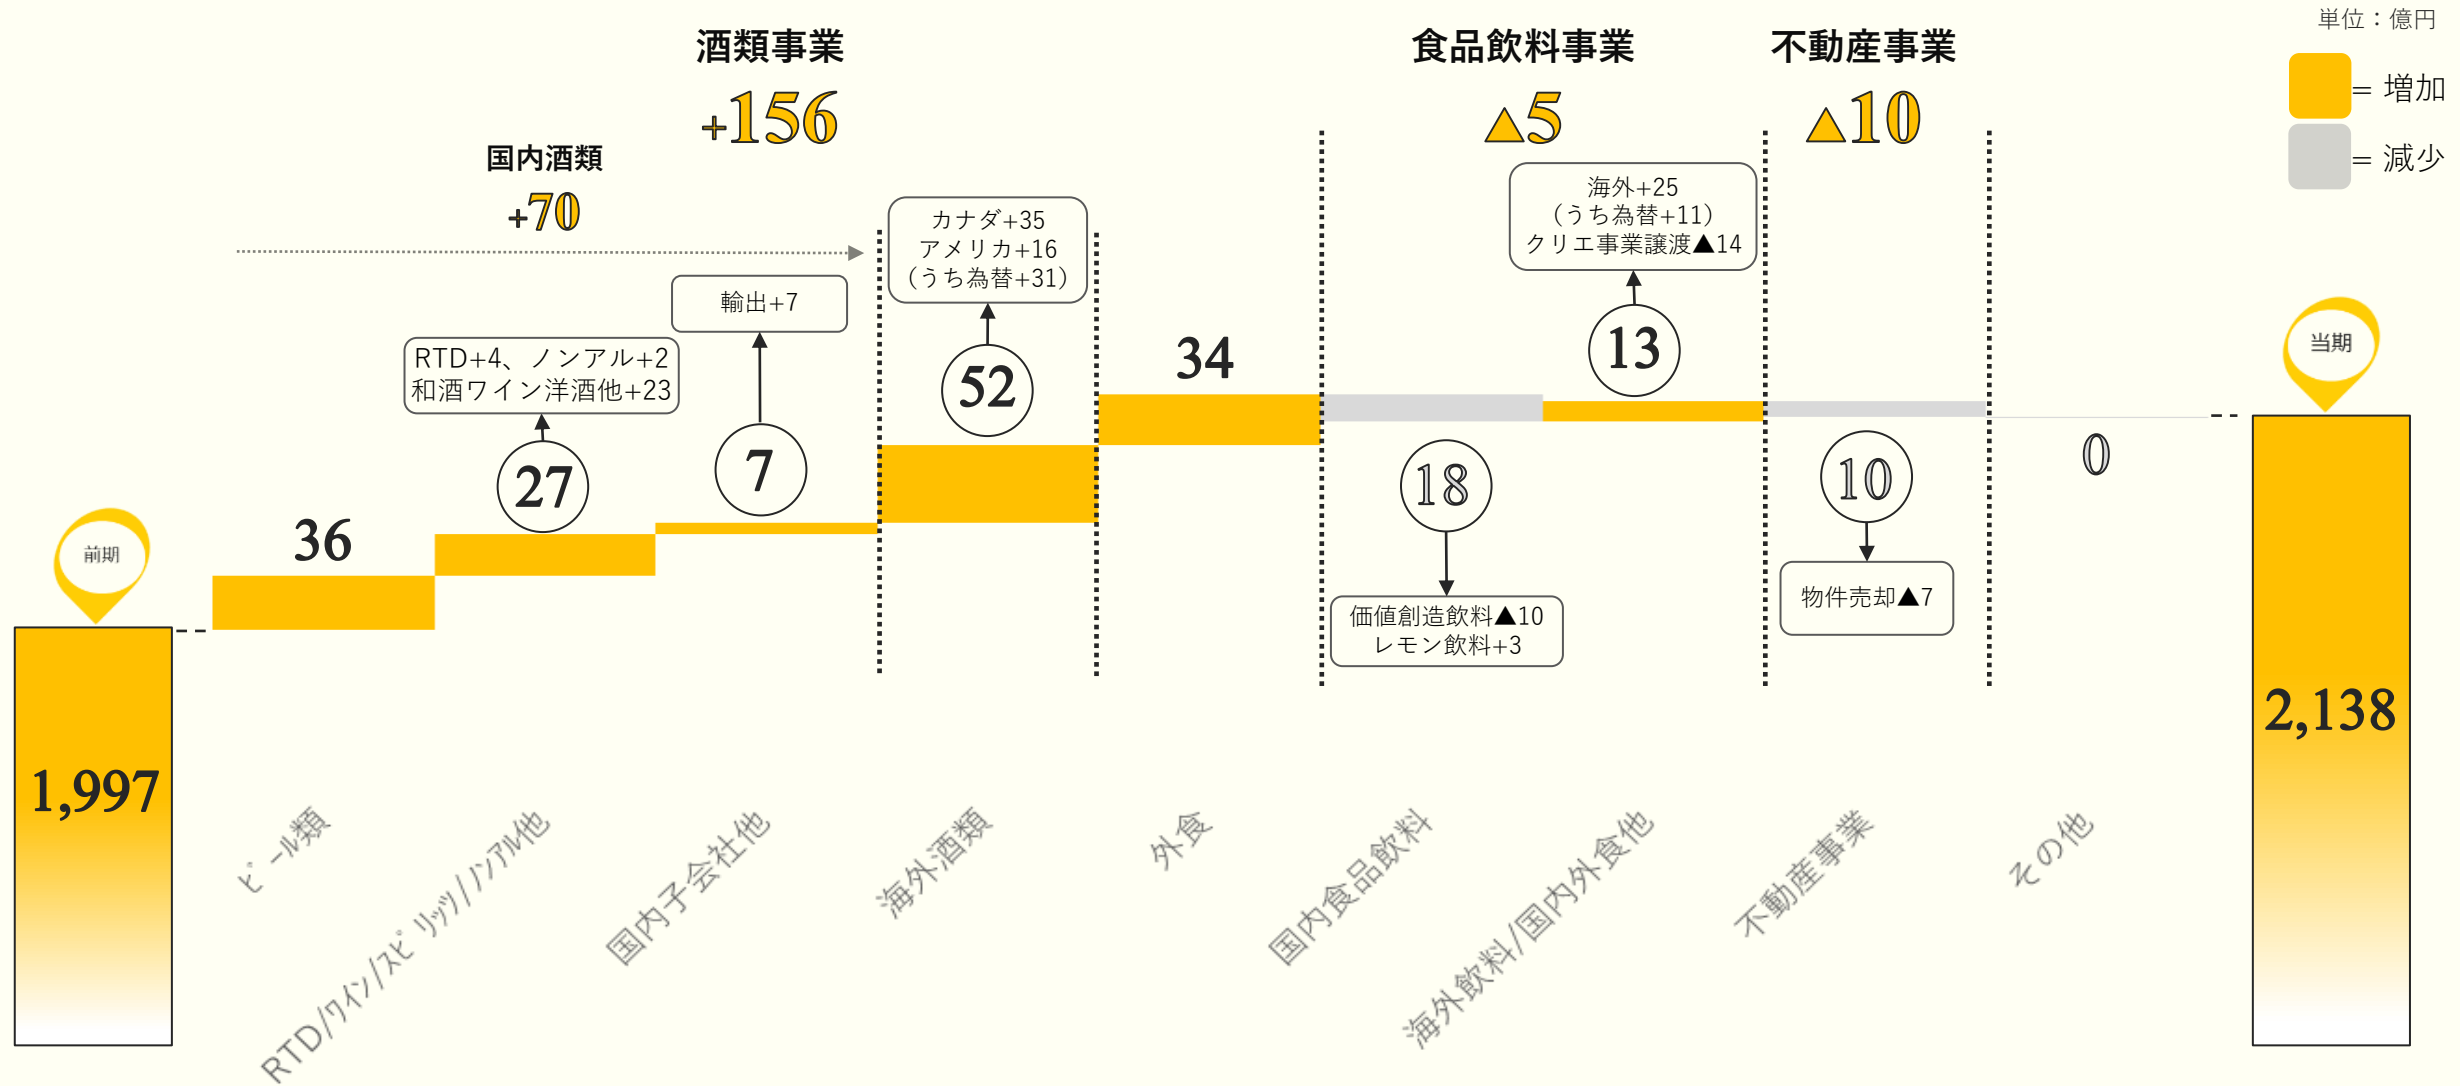 単位：億円
= 増加
= 減少
酒類事業
+156
食品飲料事業
▲5
不動産事業
▲10
国内酒類
+70
カナダ+35
アメリカ+16
（うち為替+31）
海外+25
（うち為替+11）
クリエ事業譲渡▲14
輸出+7
RTD+4、ノンアル+2
和酒ワイン洋酒他+23
前期
1,997
36
27
7
52
34
18
価値創造飲料▲10
レモン飲料+3
13
10
物件売却▲7
0
当期
2,138
ﾋﾞｰﾙ類
RTD/ﾜｲﾝ/ｽﾋﾟﾘｯﾂ/ﾉﾝｱﾙ他
国内子会社他
海外酒類
外食
国内食品飲料
海外飲料/国内外食他
不動産事業
その他